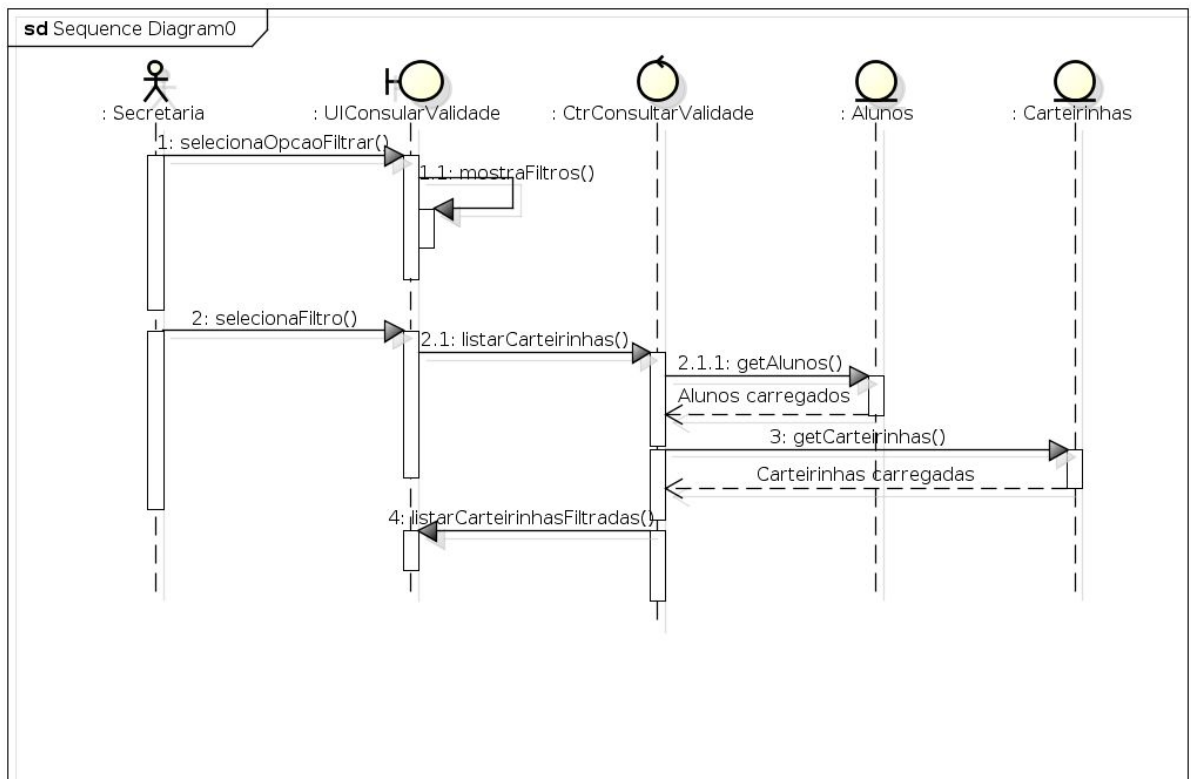 sd Sequence Diagram0
: Secretaria
: UIConsularValidade
: CtrConsultarValidade
: Alunos
: Carteirinhas
1: selecionaOpcaoFiltrar()
1.1: mostraFiltros()
2: selecionaFiltro()
2.1: listarCarteirinhas()
2.1.1: getAlunos()
Alunos carregados
3: getCarteirinhas()
Carteirinhas carregadas
4: listarCarteirinhasFiltradas()